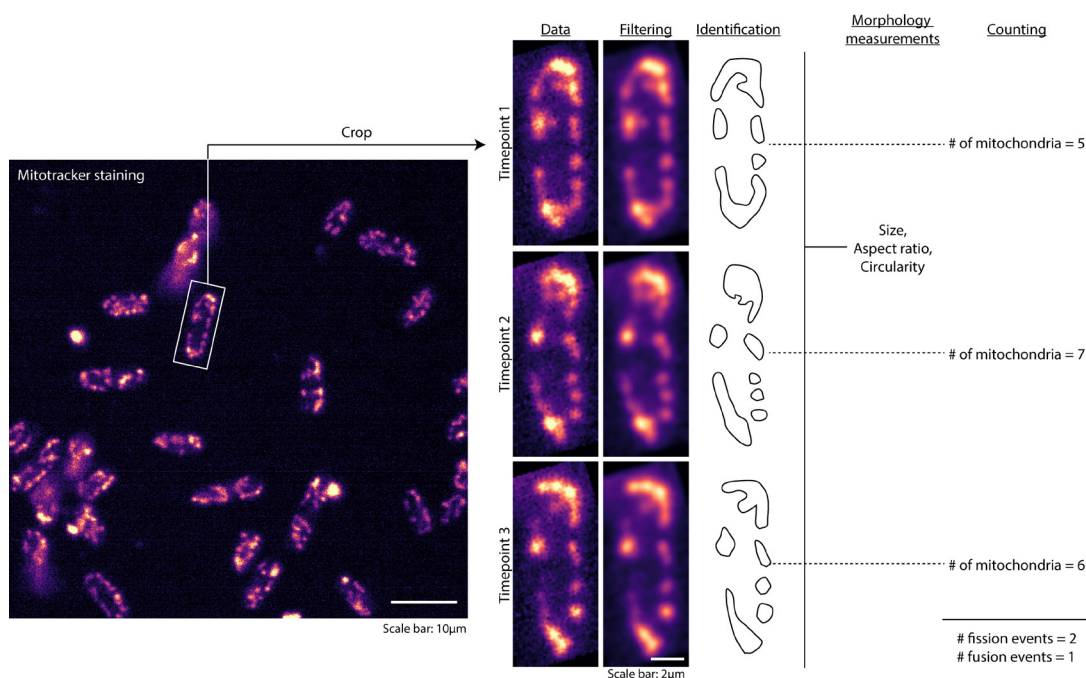 Data
Filtering
Identification
Morphology
measurements
Counting
Crop
Mitotracker staining
Timepoint 1
# of mitochondria = 5
Size,
Aspect ratio,
Circularity
Timepoint 2
# of mitochondria = 7
Timepoint 3
# of mitochondria = 6
Scale bar: 10µm
# fission events = 2
# fusion events = 1
Scale bar: 2µm